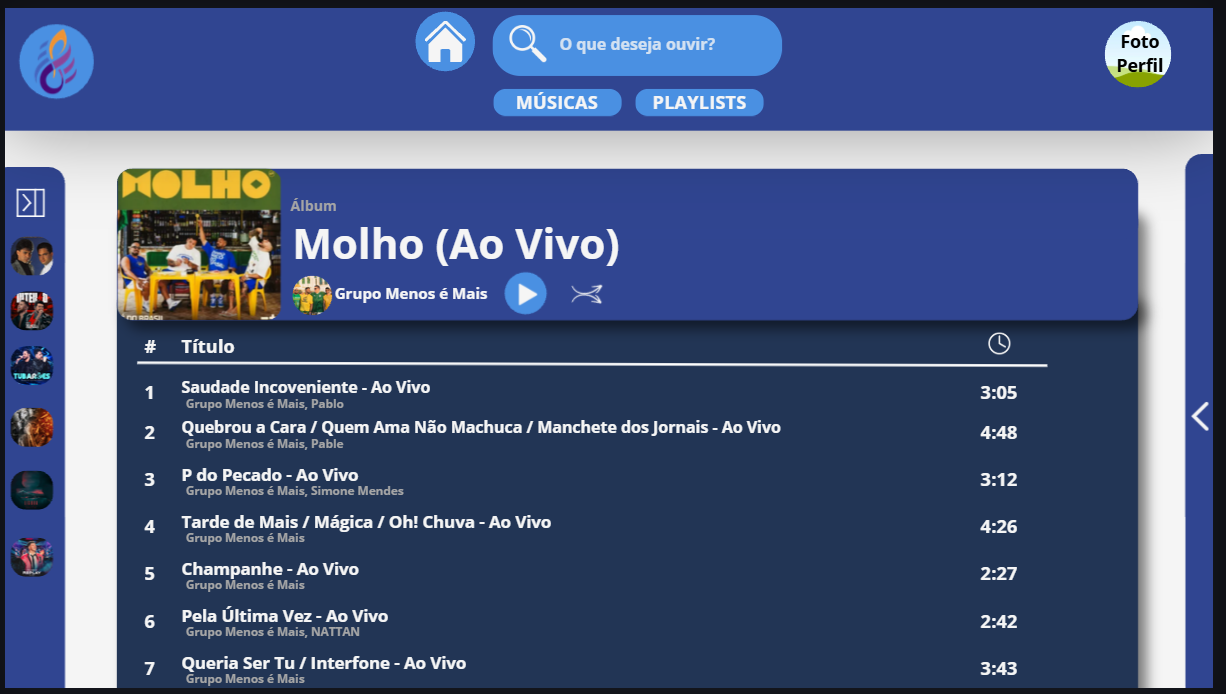 O que deseja ouvir?
Foto
Perfil
MÚSICAS
PLAYLISTS
MOLHO
Álbum
Molho (Ao Vivo)
Grupo Menos é Mais
# Título
1 Saudade Incoveniente - Ao Vivo 3:05
Grupo Menos é Mais, Pablo
2 Quebrou a Cara / Quem Ama Não Machuca / Manchete dos Jornais - Ao Vivo 4:48
Grupo Menos é Mais, Pable
3 P do Pecado - Ao Vivo 3:12
Grupo Menos é Mais, Simone Mendes
4 Tarde de Mais / Mágica / Oh! Chuva - Ao Vivo 4:26
Grupo Menos é Mais
5 Champanhe - Ao Vivo 2:27
Grupo Menos é Mais
6 Pela Última Vez - Ao Vivo 2:42
Grupo Menos é Mais, NATTAN
7 Queria Ser Tu / Interfone - Ao Vivo 3:43
Grupo Menos é Mais
TUBARÕES